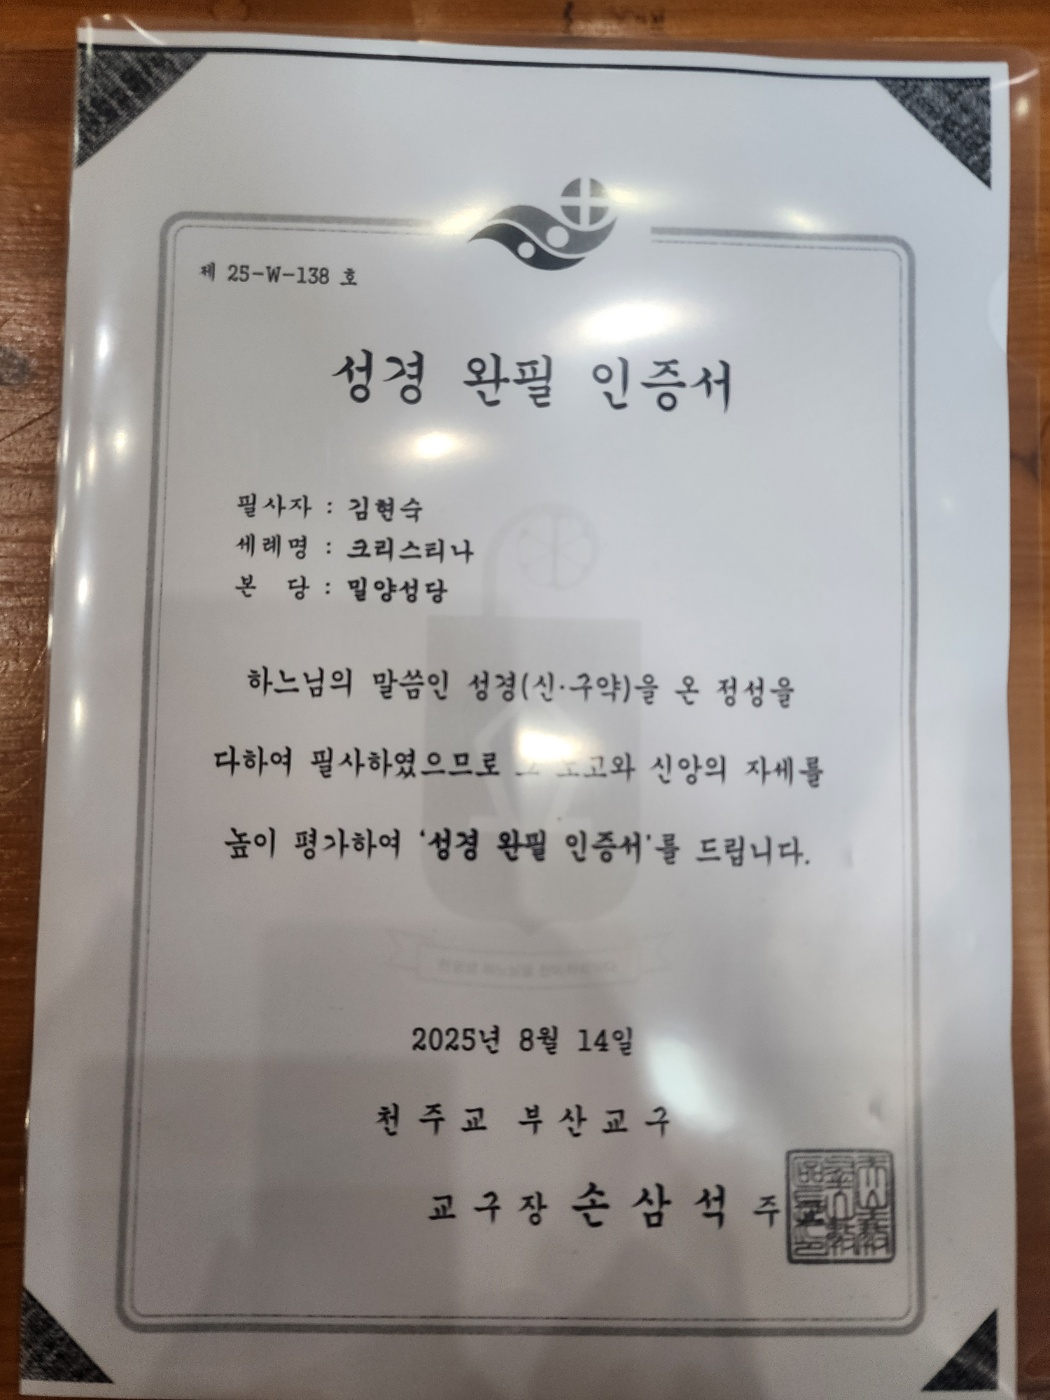 제 25-W-138 호
성경 완필 인증서
필사자 : 김현숙
세례명 : 크리스티나
본 당 : 밀양성당
하느님의 말씀인 성경(신·구약)을 온 정성을
다하여 필사하였으므로 노고와 신앙의 자세를
높이 평가하여 '성경 완필 인증서'를 드립니다.
2025년 8월 14일
천주교 부산교구
교구장 손삼석 주